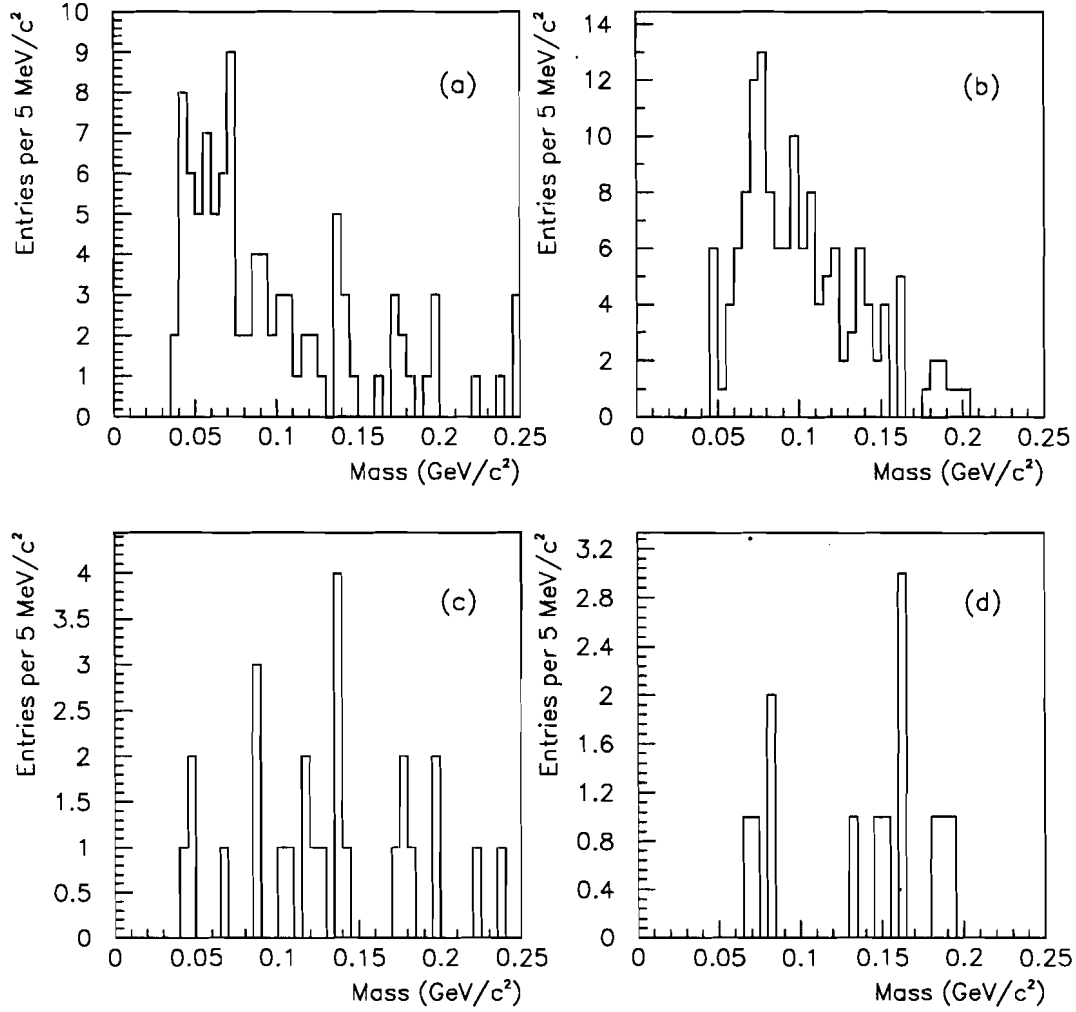 Entries per 5 MeV/c²
10
9
8
7
6
5
4
3
2
1
0
(a)
0 0.05 0.1 0.15 0.2 0.25
Mass (GeV/c²)
Entries per 5 MeV/c²
14
12
10
8
6
4
2
0
(b)
0 0.05 0.1 0.15 0.2 0.25
Mass (GeV/c²)
Entries per 5 MeV/c²
4
3.5
3
2.5
2
1.5
1
0.5
0
(c)
0 0.05 0.1 0.15 0.2 0.25
Mass (GeV/c²)
Entries per 5 MeV/c²
3.2
2.8
2.4
2
1.6
1.2
0.8
0.4
0
(d)
0 0.05 0.1 0.15 0.2 0.25
Mass (GeV/c²)